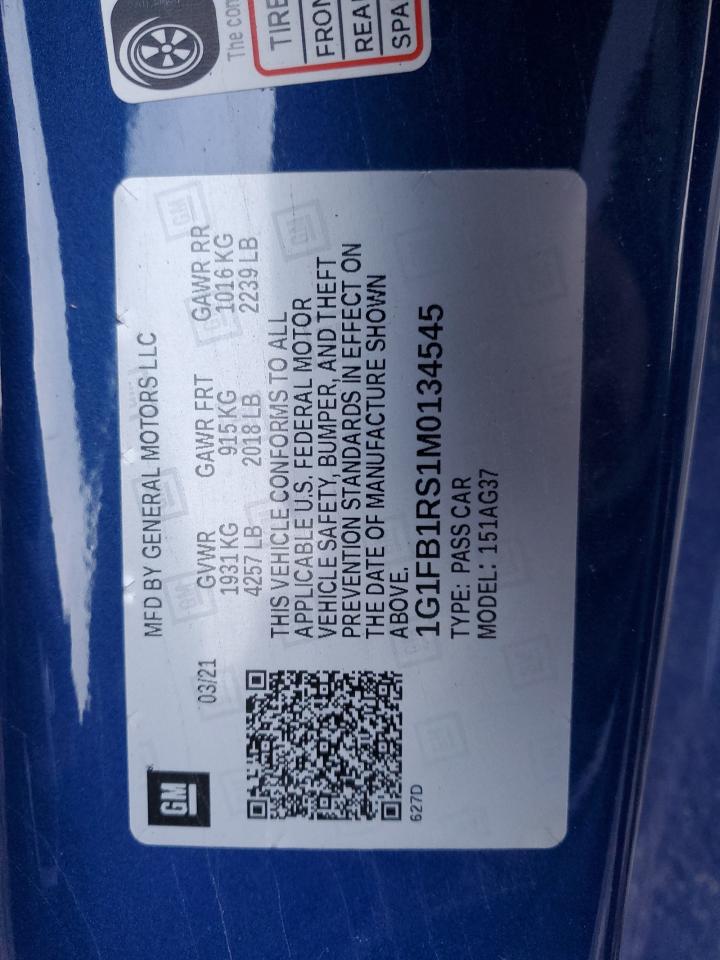 The con
TIRE
FRON
REAR
SPA
GM
MFD BY GENERAL MOTORS LLC
03/21
GVWR GAWR FRT GAWR RR
1931 KG 915 KG 1016 KG
4257 LB 2018 LB 2239 LB
THIS VEHICLE CONFORMS TO ALL
APPLICABLE U.S. FEDERAL MOTOR
VEHICLE SAFETY, BUMPER, AND THEFT
PREVENTION STANDARDS IN EFFECT ON
THE DATE OF MANUFACTURE SHOWN
ABOVE.
1G1FB1RS1M0134545
TYPE: PASS CAR
MODEL: 151AG37
627D